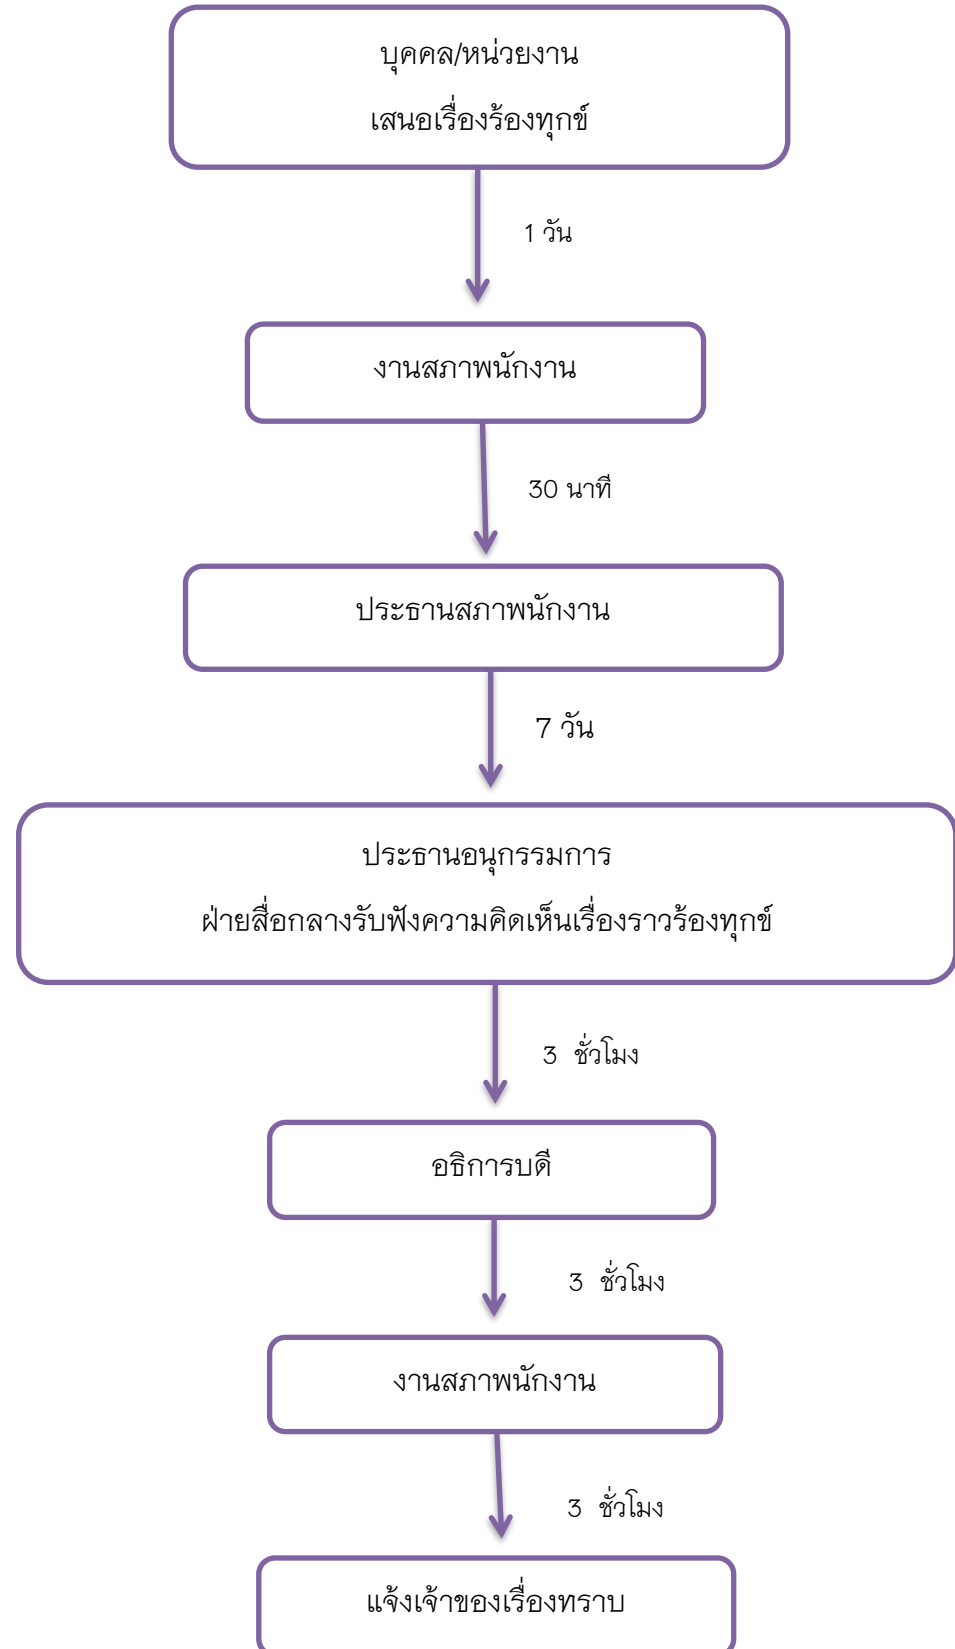 บุคคล/หน่วยงาน
เสนอเรื่องร้องทุกข์
1 วัน
งานสภาพนักงาน
30 นาที
ประธานสภาพนักงาน
7 วัน
ประธานอนุกรรมการ
ฝ่ายสื่อกลางรับฟังความคิดเห็นเรื่องราวร้องทุกข์
3 ชั่วโมง
อธิการบดี
3 ชั่วโมง
งานสภาพนักงาน
3 ชั่วโมง
แจ้งเจ้าของเรื่องทราบ